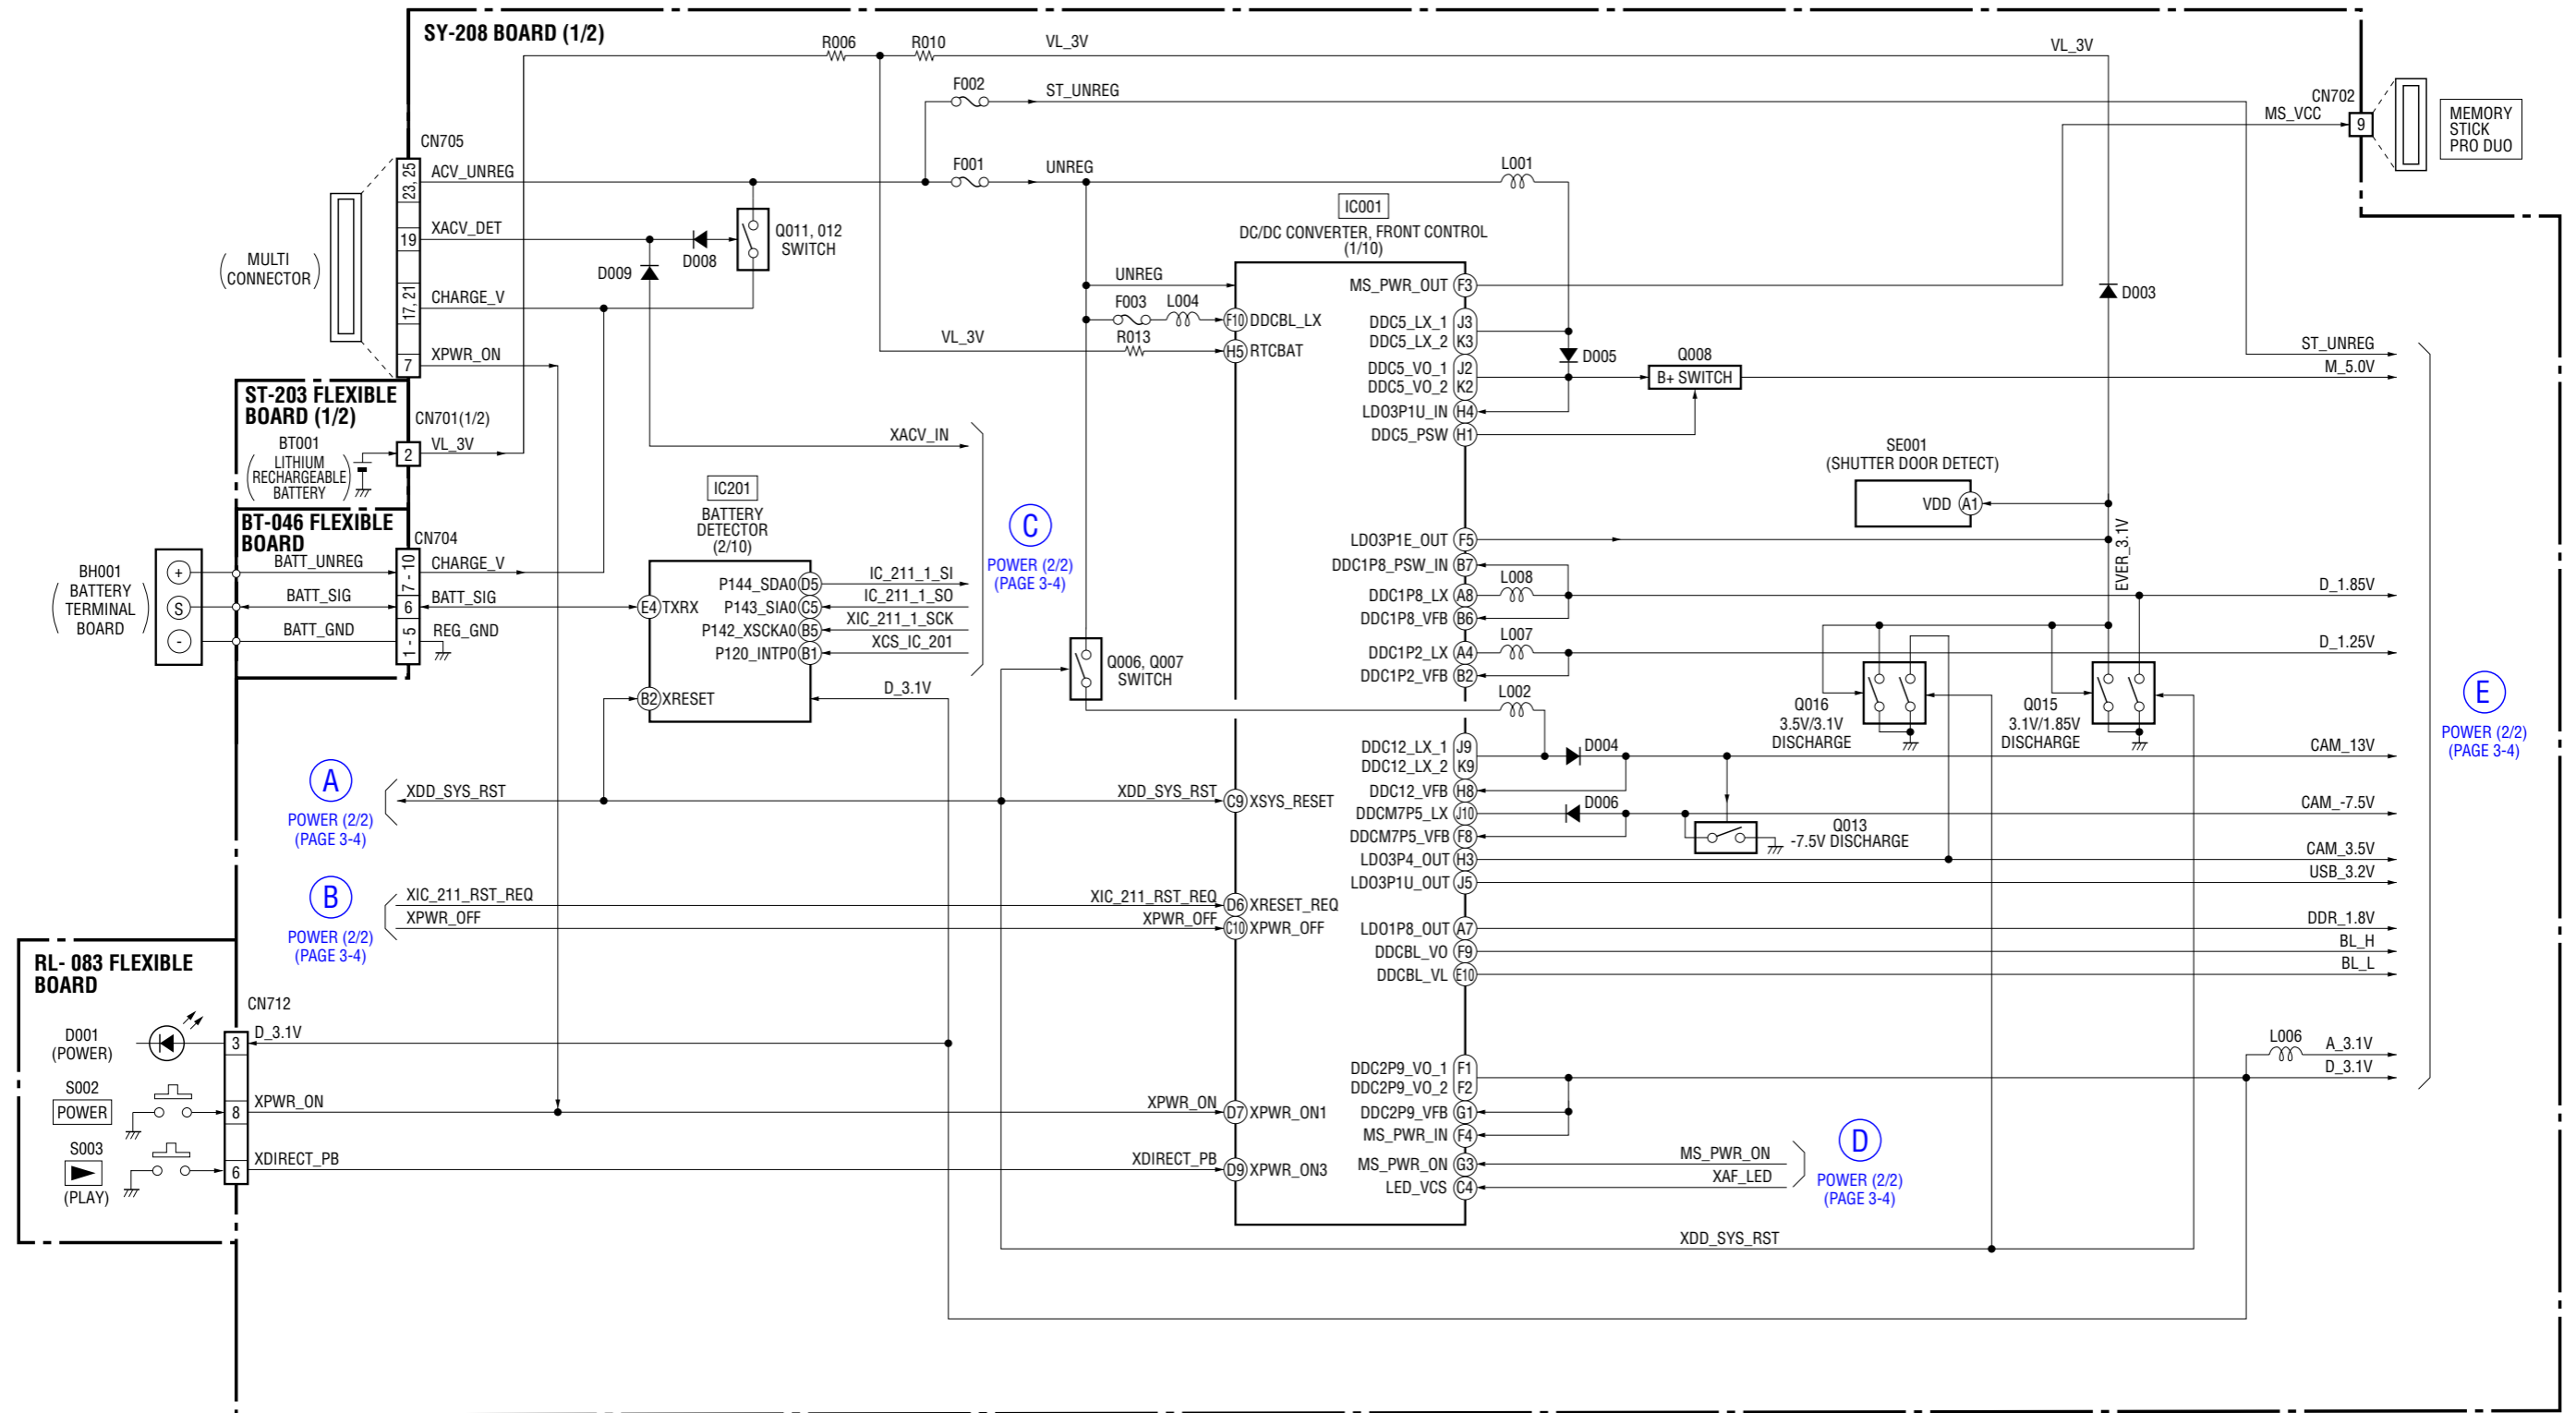 SY-208 BOARD (1/2)
R006
R010
VL_3V
VL_3V
F002
ST_UNREG
CN702
MS_VCC
9
MEMORY
STICK
PRO DUO
CN705
23, 25
ACV_UNREG
F001
UNREG
L001
IC001
DC/DC CONVERTER, FRONT CONTROL
(1/10)
19
XACV_DET
D008
Q011, 012
SWITCH
D009
MULTI
CONNECTOR
17, 21
CHARGE_V
7
XPWR_ON
UNREG
F003
L004
F10
DDCBL_LX
VL_3V
R013
H5
RTCBAT
MS_PWR_OUT
F3
DDC5_LX_1
J3
DDC5_LX_2
K3
D005
DDC5_VO_1
J2
DDC5_VO_2
K2
LDO3P1U_IN
H4
DDC5_PSW
H1
Q008
B+ SWITCH
D003
ST_UNREG
M_5.0V
ST-203 FLEXIBLE
BOARD (1/2)
CN701(1/2)
BT001
LITHIUM
RECHARGEABLE
BATTERY
2
VL_3V
XACV_IN
SE001
(SHUTTER DOOR DETECT)
VDD
A1
EVER_3.1V
BT-046 FLEXIBLE
BOARD
CN704
BH001
BATTERY
TERMINAL
BOARD
+
S
-
BATT_UNREG
BATT_SIG
BATT_GND
7 - 10
6
1 - 5
CHARGE_V
BATT_SIG
REG_GND
IC201
BATTERY
DETECTOR
(2/10)
E4
TXRX
P144_SDA0
D5
P143_SIA0
C5
P142_XSCKA0
B5
P120_INTP0
B1
B2
XRESET
IC_211_1_SI
IC_211_1_SO
XIC_211_1_SCK
XCS_IC_201
D_3.1V
C
POWER (2/2)
(PAGE 3-4)
Q006, Q007
SWITCH
LDO3P1E_OUT
F5
DDC1P8_PSW_IN
B7
DDC1P8_LX
A8
L008
DDC1P8_VFB
B6
DDC1P2_LX
A4
L007
DDC1P2_VFB
B2
L002
D_1.85V
D_1.25V
Q016
3.5V/3.1V
DISCHARGE
Q015
3.1V/1.85V
DISCHARGE
E
POWER (2/2)
(PAGE 3-4)
DDC12_LX_1
J9
DDC12_LX_2
K9
D004
DDC12_VFB
H8
DDCM7P5_LX
J10
D006
DDCM7P5_VFB
F8
Q013
-7.5V DISCHARGE
LDO3P4_OUT
H3
LDO3P1U_OUT
J5
LDO1P8_OUT
A7
DDCBL_VO
F9
DDCBL_VL
E10
CAM_13V
CAM_-7.5V
CAM_3.5V
USB_3.2V
DDR_1.8V
BL_H
BL_L
A
POWER (2/2)
(PAGE 3-4)
XDD_SYS_RST
XDD_SYS_RST
C9
XSYS_RESET
B
POWER (2/2)
(PAGE 3-4)
XIC_211_RST_REQ
XPWR_OFF
XIC_211_RST_REQ
D6
XRESET_REQ
XPWR_OFF
C10
XPWR_OFF
RL- 083 FLEXIBLE
BOARD
CN712
D001
(POWER)
3
D_3.1V
S002
POWER
8
XPWR_ON
S003
(PLAY)
6
XDIRECT_PB
XPWR_ON
D7
XPWR_ON1
XDIRECT_PB
D9
XPWR_ON3
DDC2P9_VO_1
F1
DDC2P9_VO_2
F2
DDC2P9_VFB
G1
MS_PWR_IN
F4
MS_PWR_ON
G3
LED_VCS
C4
MS_PWR_ON
XAF_LED
D
POWER (2/2)
(PAGE 3-4)
L006
A_3.1V
D_3.1V
XDD_SYS_RST